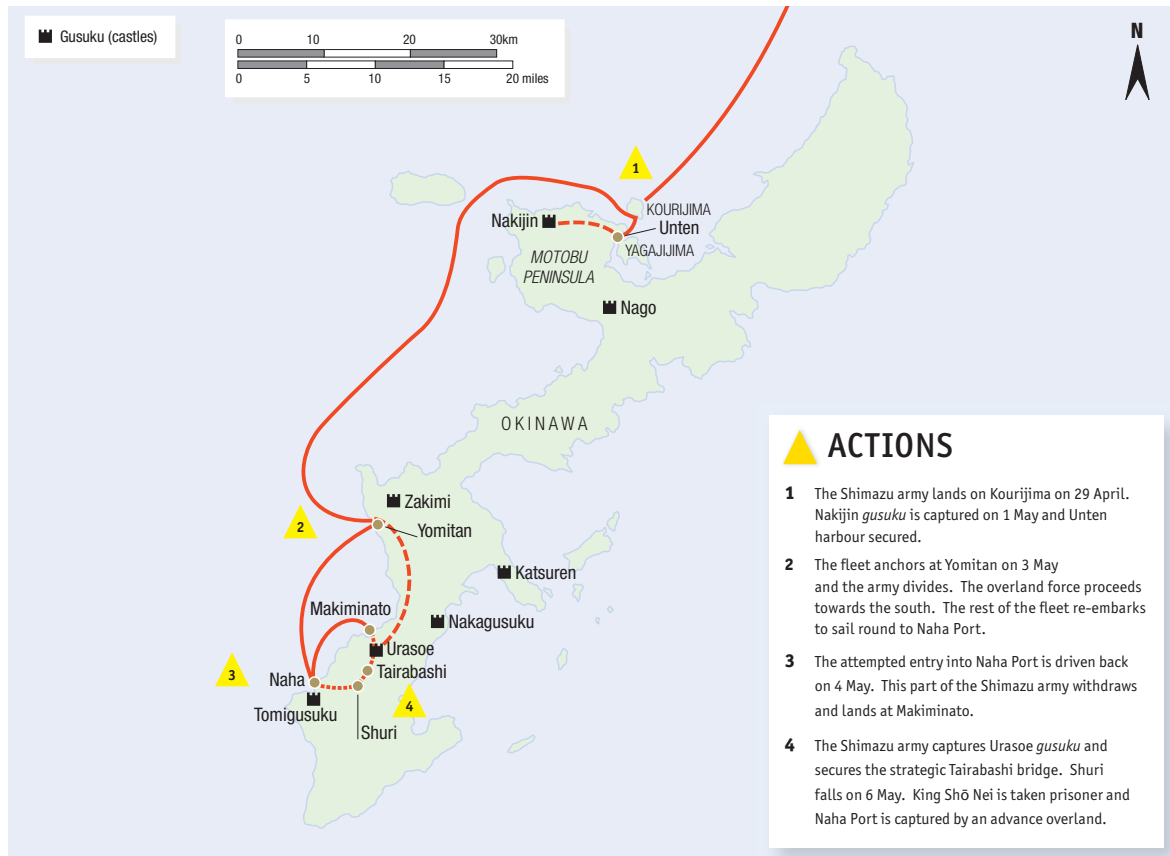 Gusuku (castles)
0 10 20 30km
0 5 10 15 20 miles
N
1
KOURIJIMA
Nakijin
Unten
YAGAJIJIMA
MOTOBU
PENINSULA
Nago
OKINAWA
Zakimi
2
Yomitan
Katsuren
Makiminato
Nakagusuku
Urasoe
Tairabashi
3
Naha
4
Tomigusuku
Shuri
ACTIONS
1 The Shimazu army lands on Kourijima on 29 April.
Nakijin gusuku is captured on 1 May and Unten
harbour secured.
2 The fleet anchors at Yomitan on 3 May
and the army divides. The overland force proceeds
towards the south. The rest of the fleet re-embarks
to sail round to Naha Port.
3 The attempted entry into Naha Port is driven back
on 4 May. This part of the Shimazu army withdraws
and lands at Makiminato.
4 The Shimazu army captures Urasoe gusuku and
secures the strategic Tairabashi bridge. Shuri
falls on 6 May. King Shō Nei is taken prisoner and
Naha Port is captured by an advance overland.